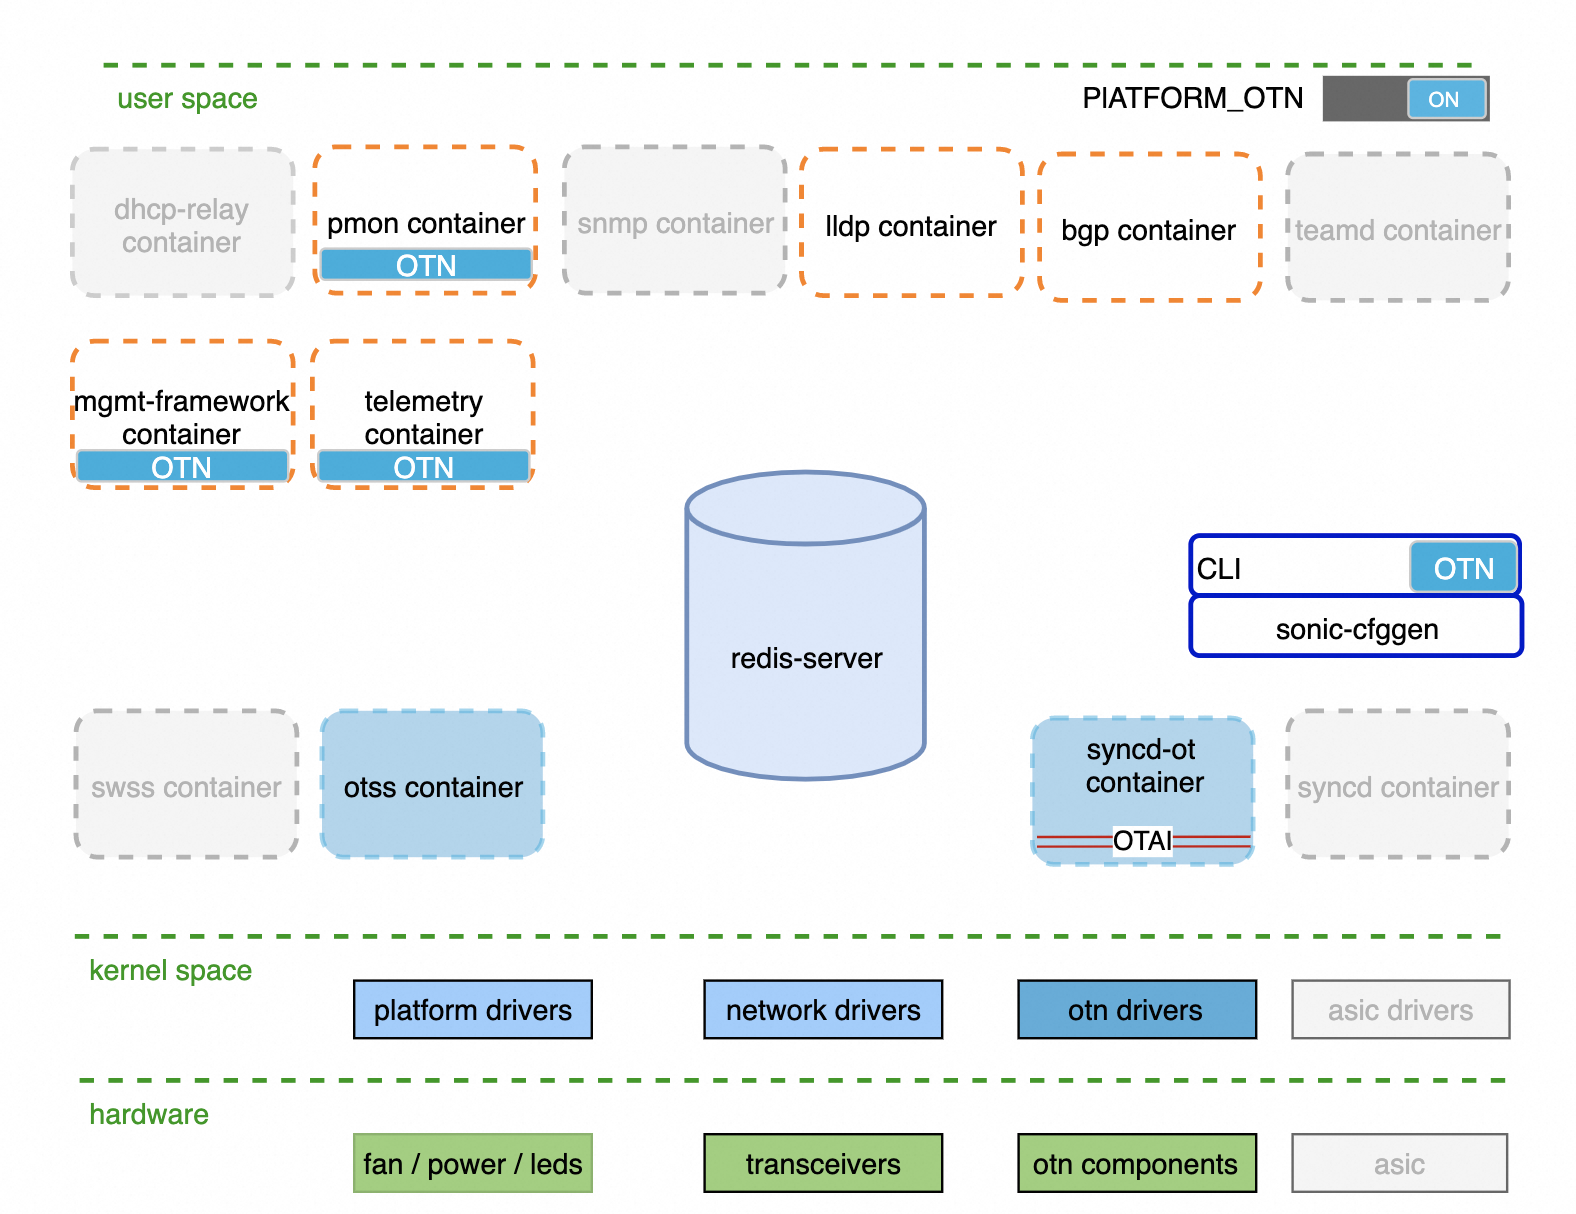 user space
PIATFORM_OTN
ON
dhcp-relay
container
pmon container
OTN
snmp container
lldp container
bgp container
teamd container
mgmt-framework
container
OTN
telemetry
container
OTN
redis-server
CLI
OTN
sonic-cfggen
swss container
otss container
syncd-ot
container
OTAI
syncd container
kernel space
platform drivers
network drivers
otn drivers
asic drivers
hardware
fan / power / leds
transceivers
otn components
asic